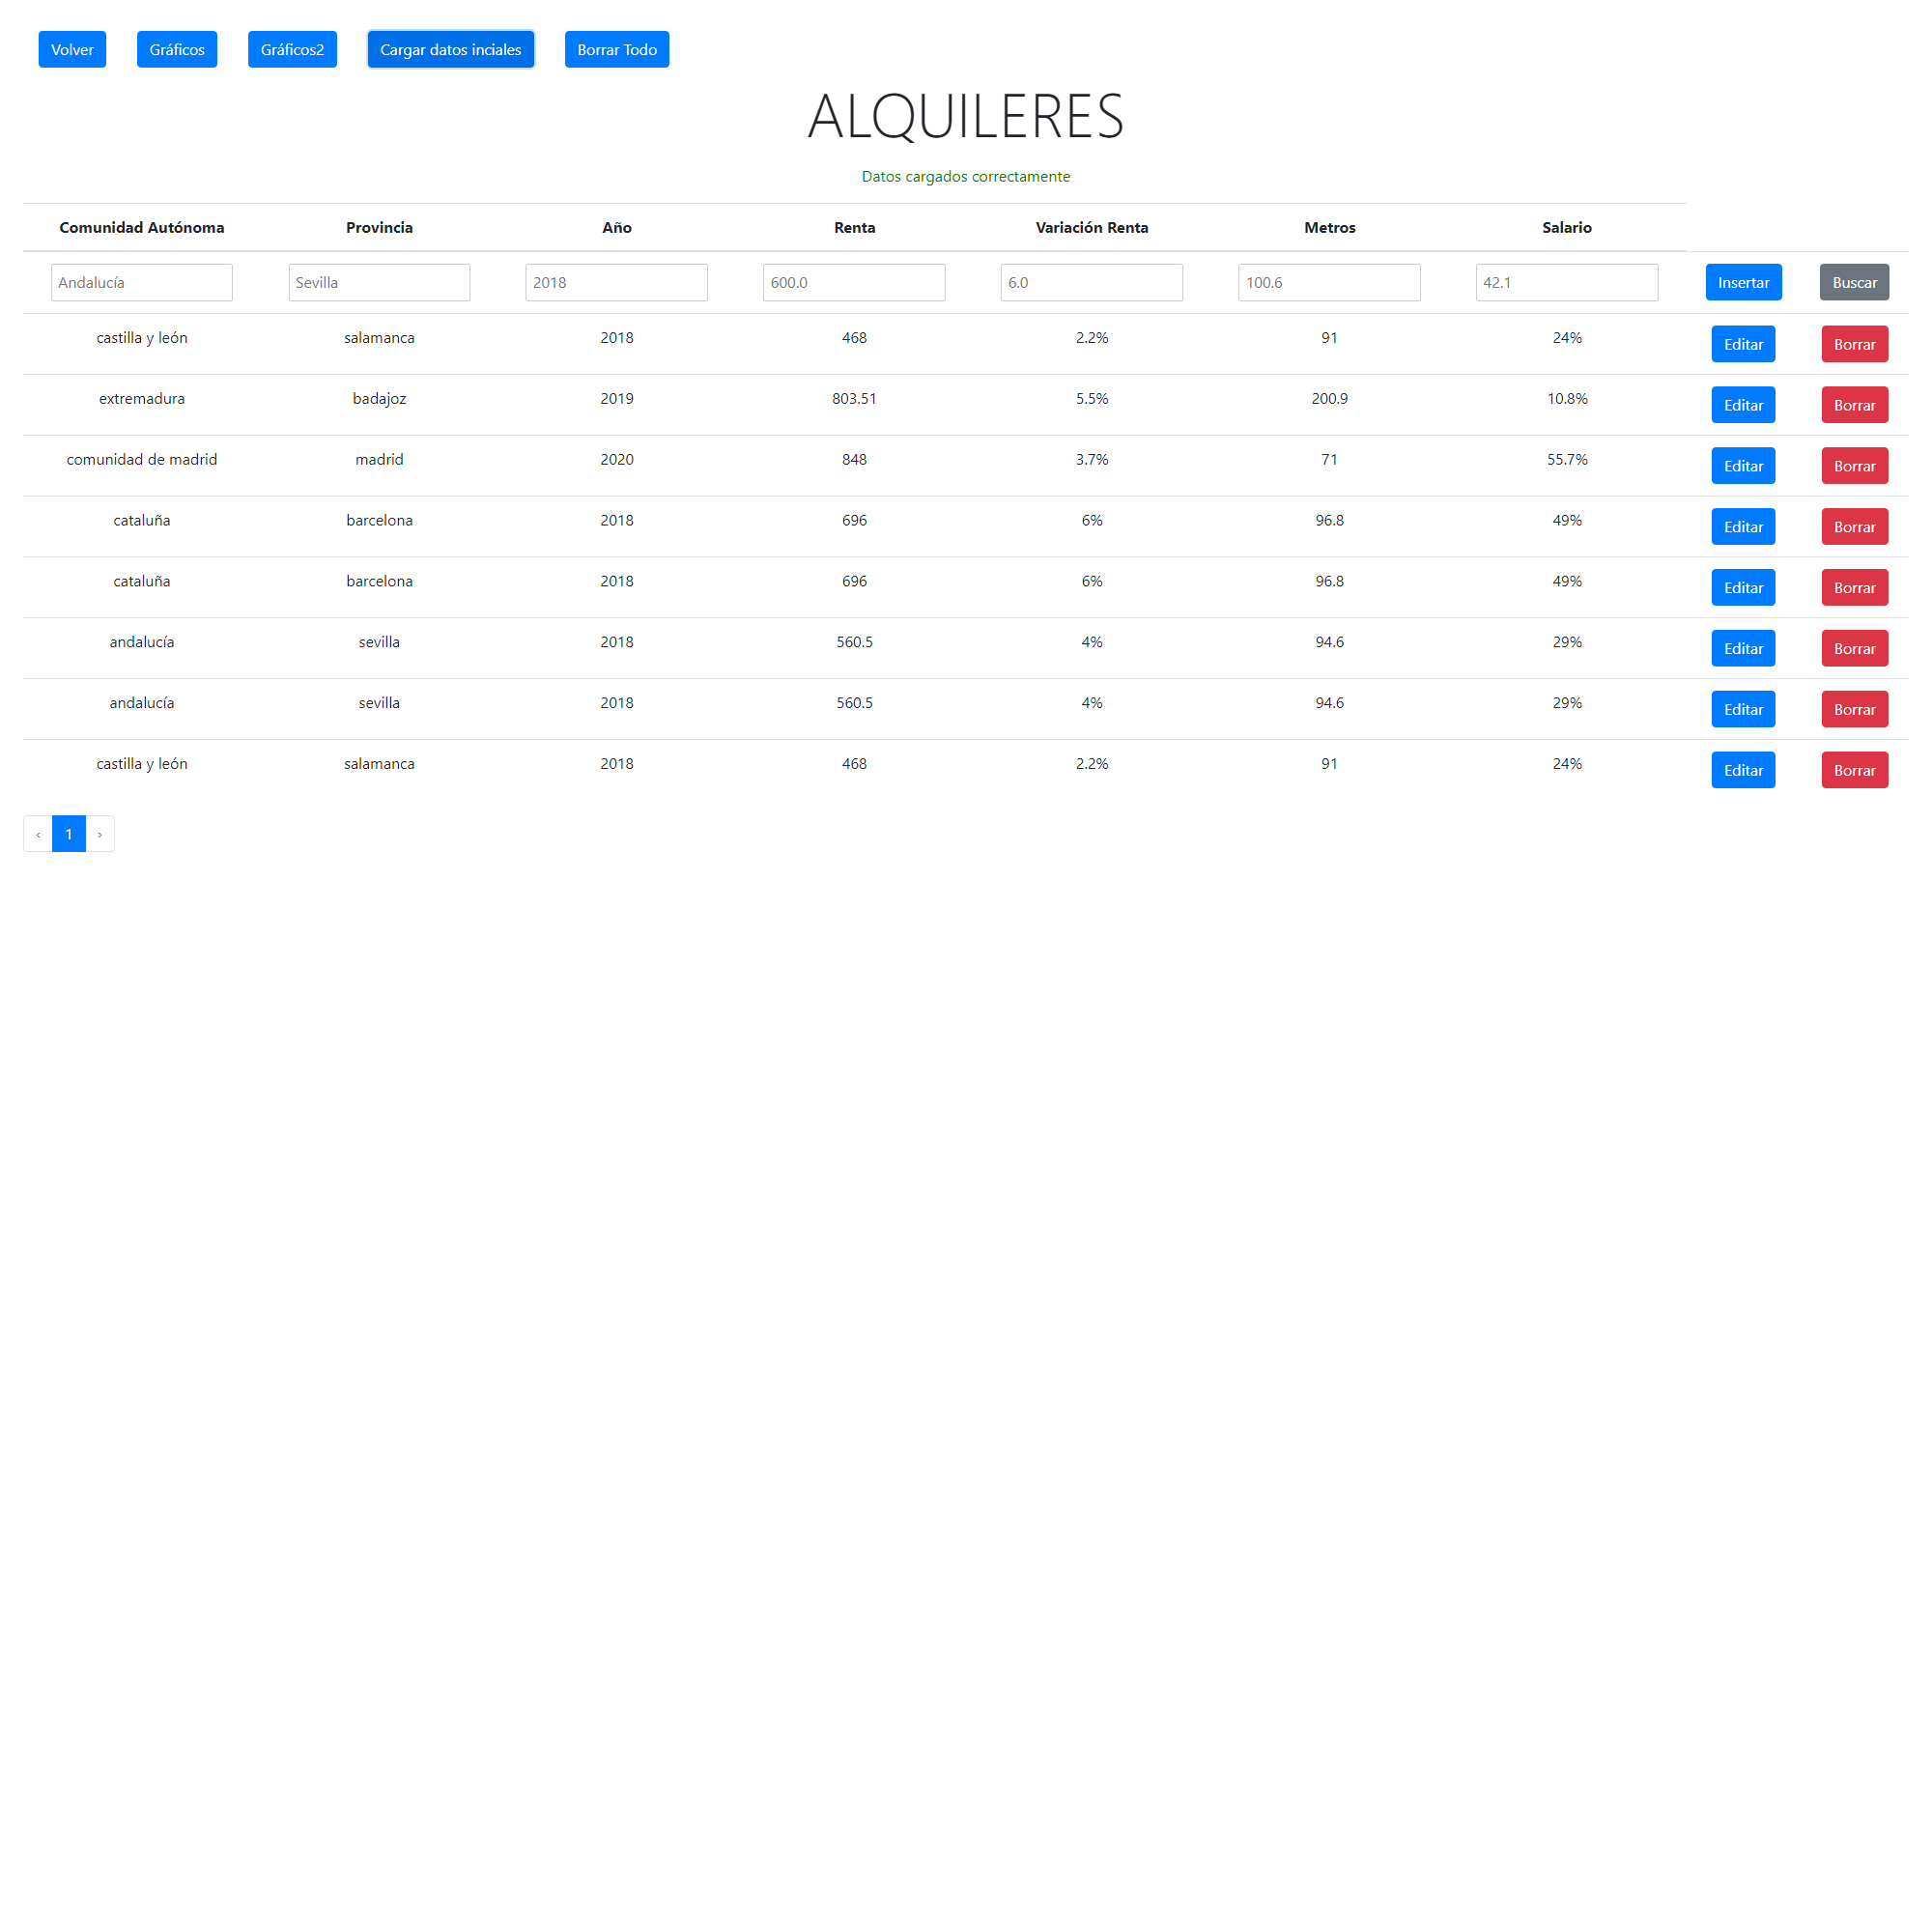 Volver Gráficos Gráficos2 Cargar datos inciales Borrar Todo
ALQUILERES
Datos cargados correctamente
Comunidad Autónoma Provincia Año Renta Variación Renta Metros Salario
Andalucía Sevilla 2018 600.0 6.0 100.6 42.1 Insertar Buscar
castilla y león salamanca 2018 468 2.2% 91 24% Editar Borrar
extremadura badajoz 2019 803.51 5.5% 200.9 10.8% Editar Borrar
comunidad de madrid madrid 2020 848 3.7% 71 55.7% Editar Borrar
cataluña barcelona 2018 696 6% 96.8 49% Editar Borrar
cataluña barcelona 2018 696 6% 96.8 49% Editar Borrar
andalucía sevilla 2018 560.5 4% 94.6 29% Editar Borrar
andalucía sevilla 2018 560.5 4% 94.6 29% Editar Borrar
castilla y león salamanca 2018 468 2.2% 91 24% Editar Borrar
‹ 1 ›